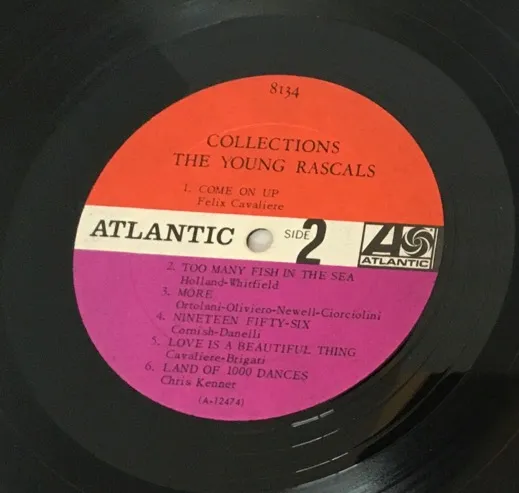 8134
COLLECTIONS
THE YOUNG RASCALS
1. COME ON UP
Felix Cavaliere
ATLANTIC SIDE 2 ATLANTIC
2. TOO MANY FISH IN THE SEA
Holland-Whitfield
3. MORE
Ortolani-Oliviero-Newell-Ciorciolini
4. NINETEEN FIFTY-SIX
Cornish-Danelli
5. LOVE IS A BEAUTIFUL THING
Cavaliere-Brigati
6. LAND OF 1000 DANCES
Chris Kenner
(A-12474)